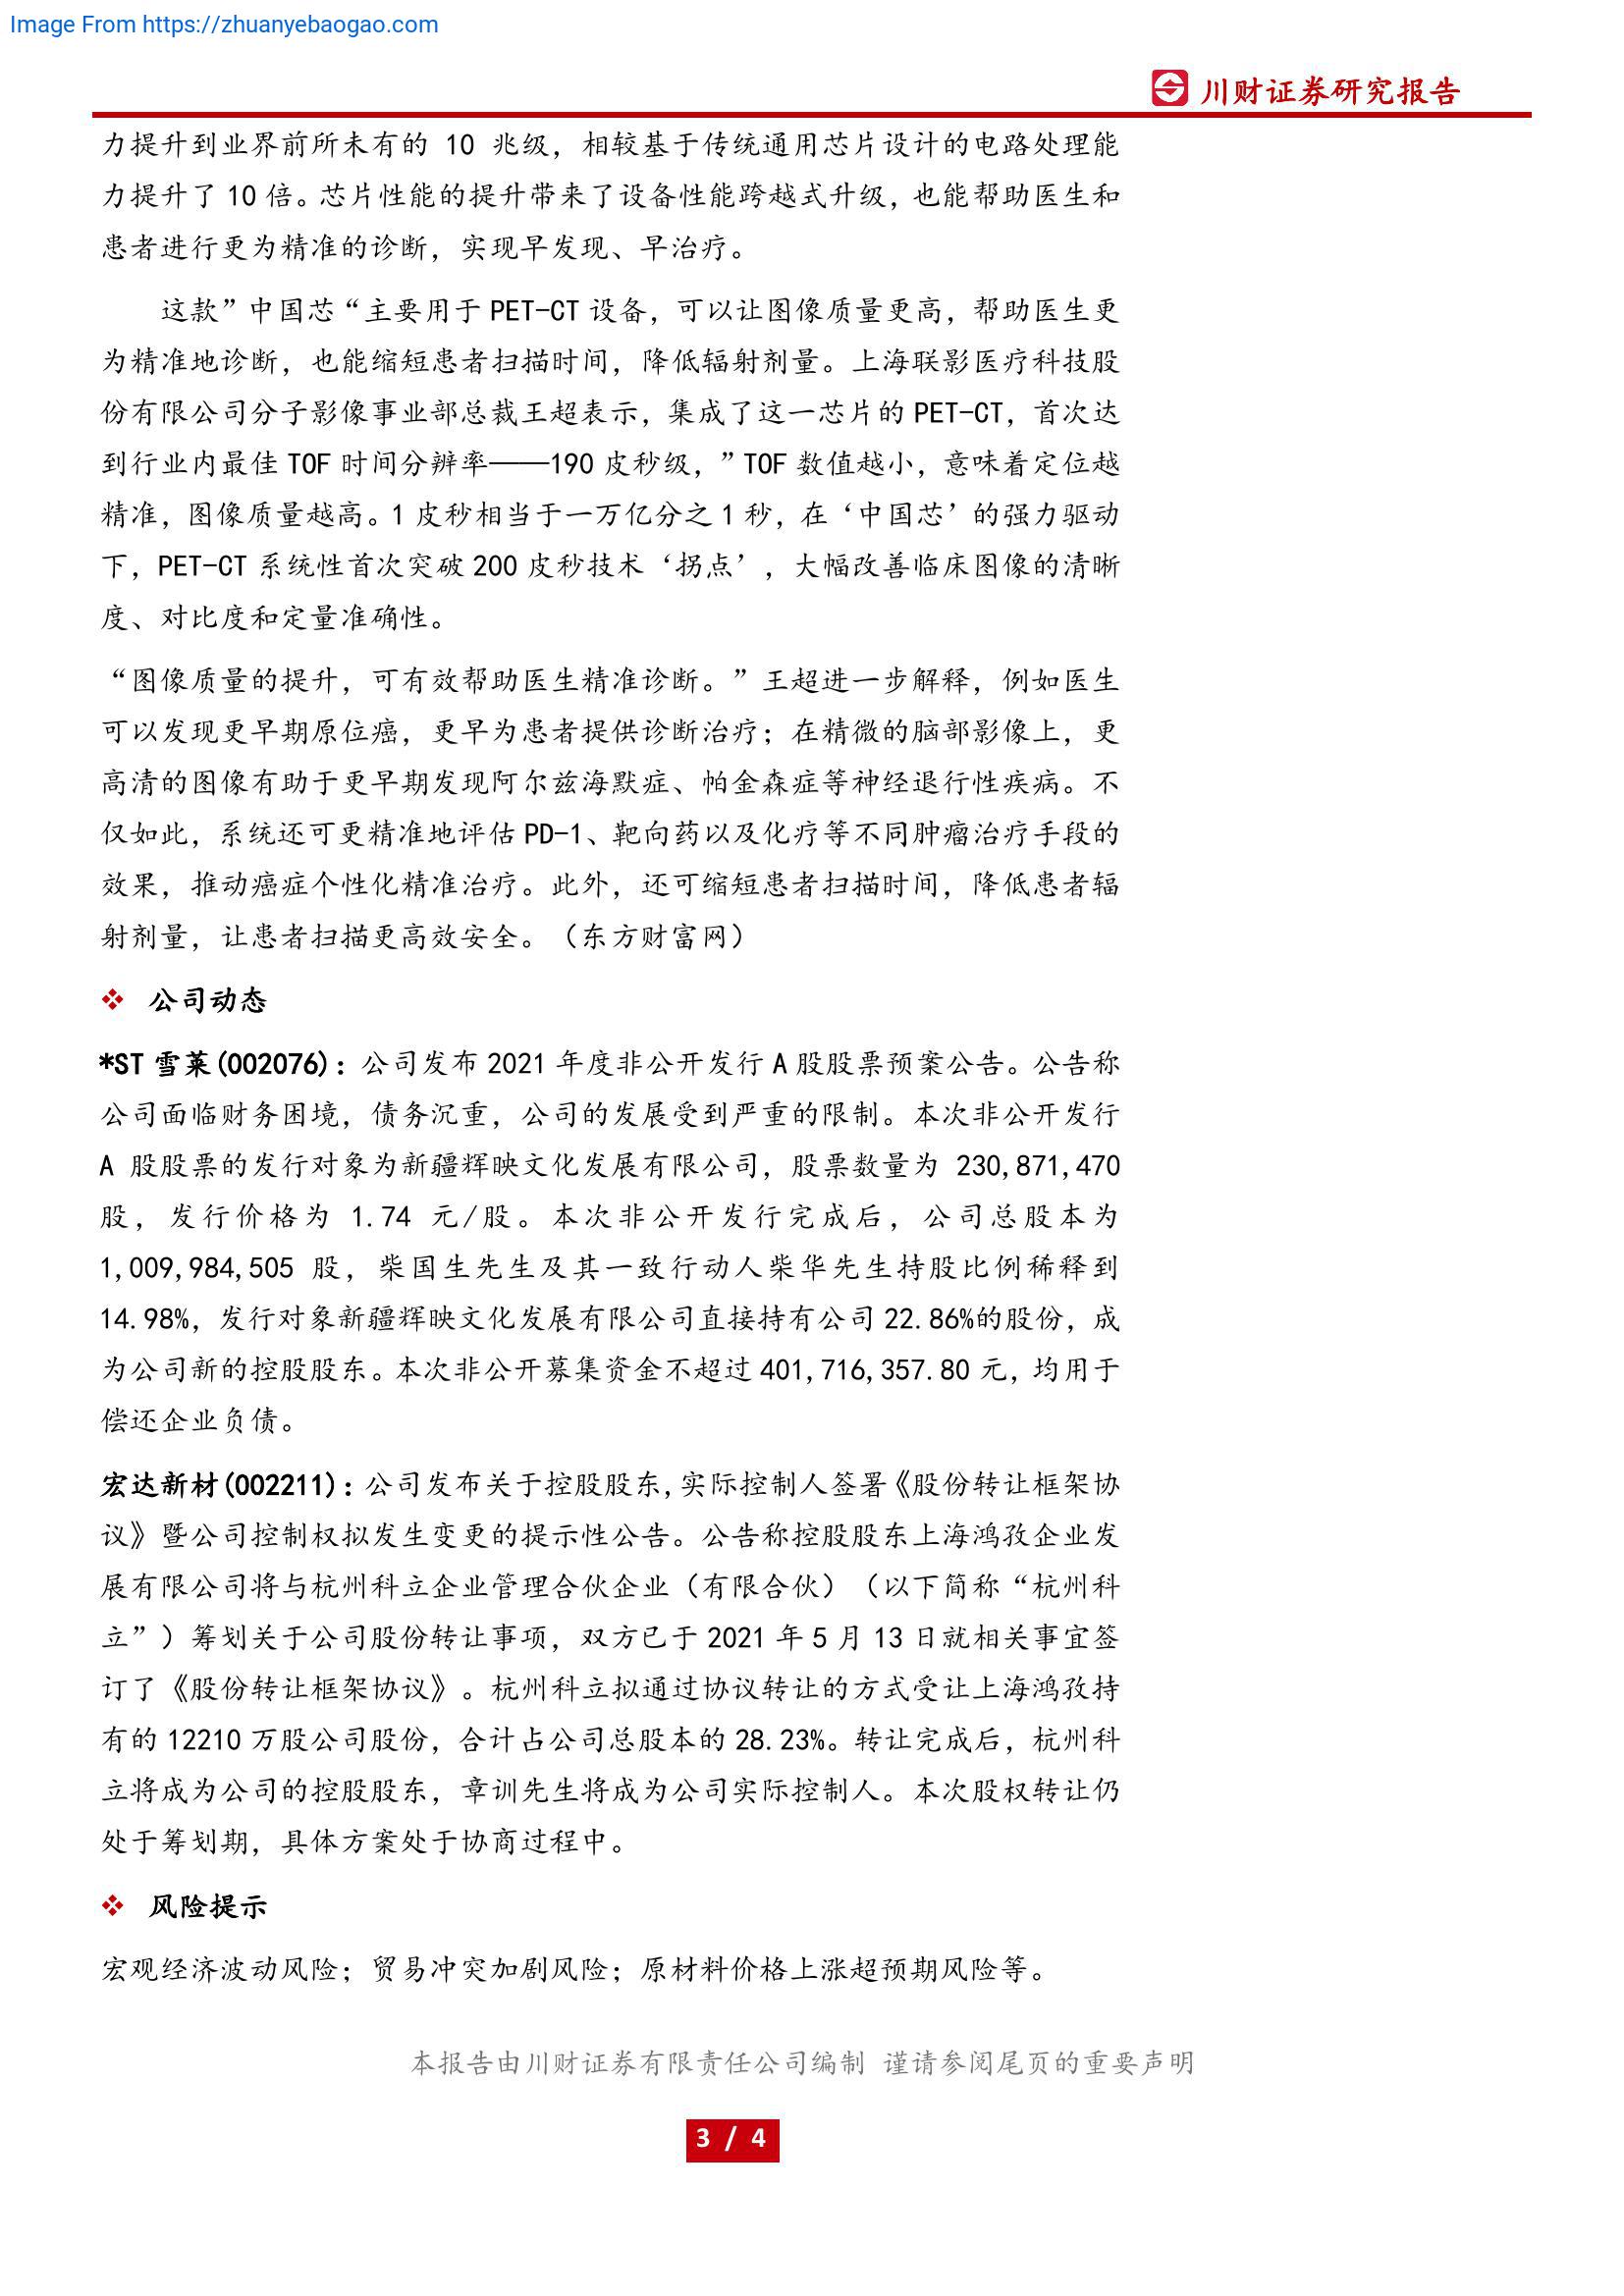 Image From https://zhuanyebaogao.com
川财证券研究报告
力提升到业界前所未有的 10 兆级，相较基于传统通用芯片设计的电路处理能
力提升了 10 倍。芯片性能的提升带来了设备性能跨越式升级，也能帮助医生和
患者进行更为精准的诊断，实现早发现、早治疗。
这款”中国芯“主要用于 PET-CT 设备，可以让图像质量更高，帮助医生更
为精准地诊断，也能缩短患者扫描时间，降低辐射剂量。上海联影医疗科技股
份有限公司分子影像事业部总裁王超表示，集成了这一芯片的 PET-CT，首次达
到行业内最佳 TOF 时间分辨率——190 皮秒级，”TOF 数值越小，意味着定位越
精准，图像质量越高。1 皮秒相当于一万亿分之 1 秒，在‘中国芯’的强力驱动
下，PET-CT 系统性首次突破 200 皮秒技术‘拐点’，大幅改善临床图像的清晰
度、对比度和定量准确性。
“图像质量的提升，可有效帮助医生精准诊断。”王超进一步解释，例如医生
可以发现更早期原位癌，更早为患者提供诊断治疗；在精微的脑部影像上，更
高清的图像有助于更早期发现阿尔兹海默症、帕金森症等神经退行性疾病。不
仅如此，系统还可更精准地评估 PD-1、靶向药以及化疗等不同肿瘤治疗手段的
效果，推动癌症个性化精准治疗。此外，还可缩短患者扫描时间，降低患者辐
射剂量，让患者扫描更高效安全。（东方财富网）
❖ 公司动态
*ST 雪莱(002076)：公司发布 2021 年度非公开发行 A 股股票预案公告。公告称
公司面临财务困境，债务沉重，公司的发展受到严重的限制。本次非公开发行
A 股股票的发行对象为新疆辉映文化发展有限公司，股票数量为 230,871,470
股，发行价格为 1.74 元/股。本次非公开发行完成后，公司总股本为
1,009,984,505 股，柴国生先生及其一致行动人柴华先生持股比例稀释到
14.98%，发行对象新疆辉映文化发展有限公司直接持有公司 22.86%的股份，成
为公司新的控股股东。本次非公开募集资金不超过 401,716,357.80 元，均用于
偿还企业负债。
宏达新材(002211)：公司发布关于控股股东,实际控制人签署《股份转让框架协
议》暨公司控制权拟发生变更的提示性公告。公告称控股股东上海鸿孜企业发
展有限公司将与杭州科立企业管理合伙企业（有限合伙）（以下简称“杭州科
立”）筹划关于公司股份转让事项，双方已于 2021 年 5 月 13 日就相关事宜签
订了《股份转让框架协议》。杭州科立拟通过协议转让的方式受让上海鸿孜持
有的 12210 万股公司股份，合计占公司总股本的 28.23%。转让完成后，杭州科
立将成为公司的控股股东，章训先生将成为公司实际控制人。本次股权转让仍
处于筹划期，具体方案处于协商过程中。
❖ 风险提示
宏观经济波动风险；贸易冲突加剧风险；原材料价格上涨超预期风险等。
本报告由川财证券有限责任公司编制 谨请参阅尾页的重要声明
3 / 4